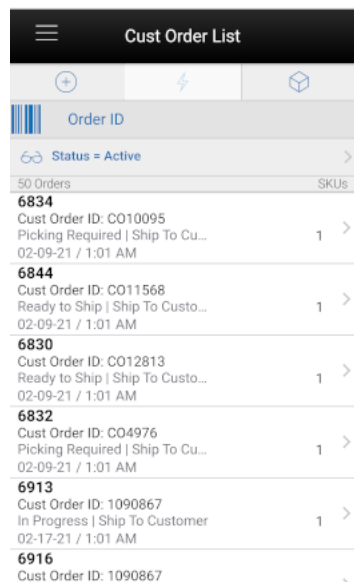 Cust Order List
Order ID
Status = Active
50 Orders SKUs
6834
Cust Order ID: CO10095
Picking Required | Ship To Cu...
1
02-09-21 / 1:01 AM
6844
Cust Order ID: CO11568
Ready to Ship | Ship To Custo...
1
02-09-21 / 1:01 AM
6830
Cust Order ID: CO12813
Ready to Ship | Ship To Custo...
1
02-09-21 / 1:01 AM
6832
Cust Order ID: CO4976
Picking Required | Ship To Cu...
1
02-09-21 / 1:01 AM
6913
Cust Order ID: 1090867
In Progress | Ship To Customer
1
02-17-21 / 1:01 AM
6916
Cust Order ID: 1090867